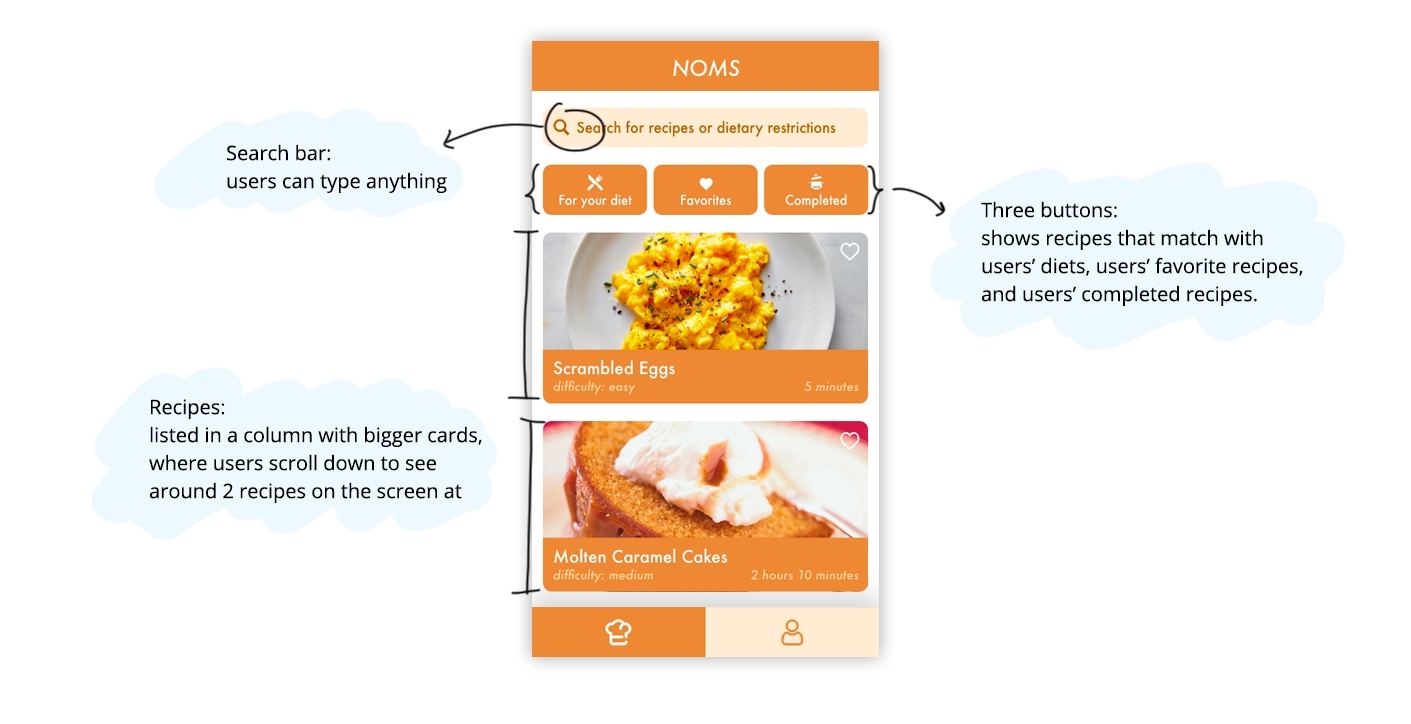 NOMS
Search for recipes or dietary restrictions
Search bar:
users can type anything
For your diet
Favorites
Completed
Three buttons:
shows recipes that match with
users’ diets, users’ favorite recipes,
and users’ completed recipes.
Scrambled Eggs
difficulty: easy
5 minutes
Recipes:
listed in a column with bigger cards,
where users scroll down to see
around 2 recipes on the screen at
Molten Caramel Cakes
difficulty: medium
2 hours 10 minutes